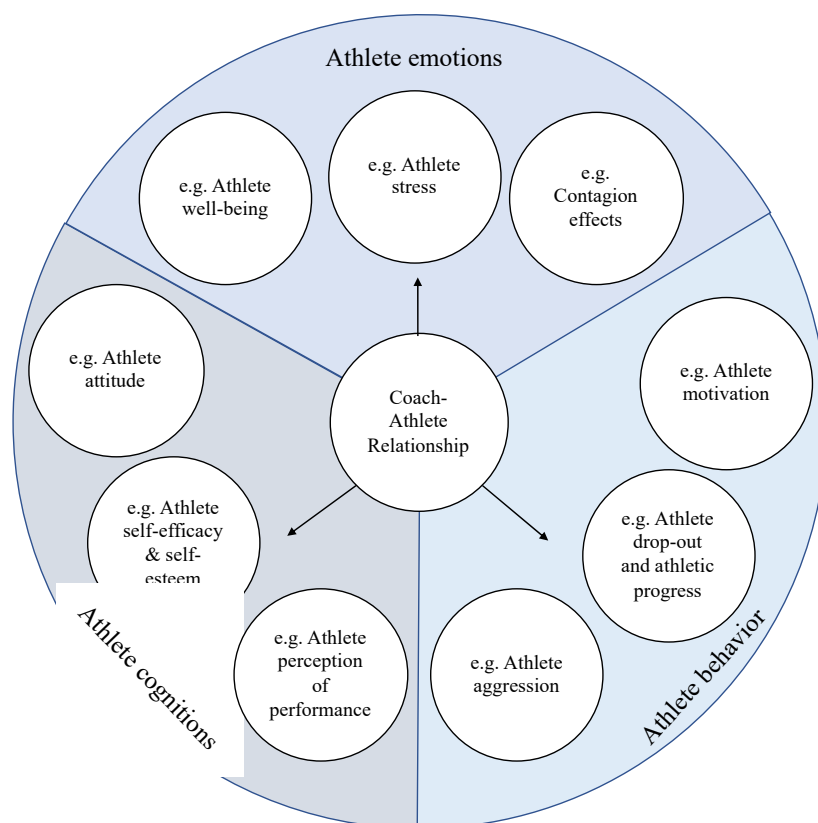 Athlete emotions
e.g. Athlete
well-being
e.g. Athlete
stress
e.g.
Contagion
effects
e.g. Athlete
attitude
e.g. Athlete
motivation
Coach-
Athlete
Relationship
e.g. Athlete
self-efficacy
& self-
esteem
e.g. Athlete
drop-out
and athletic
progress
e.g. Athlete
perception
of
performance
e.g. Athlete
aggression
Athlete cognitions
Athlete behavior